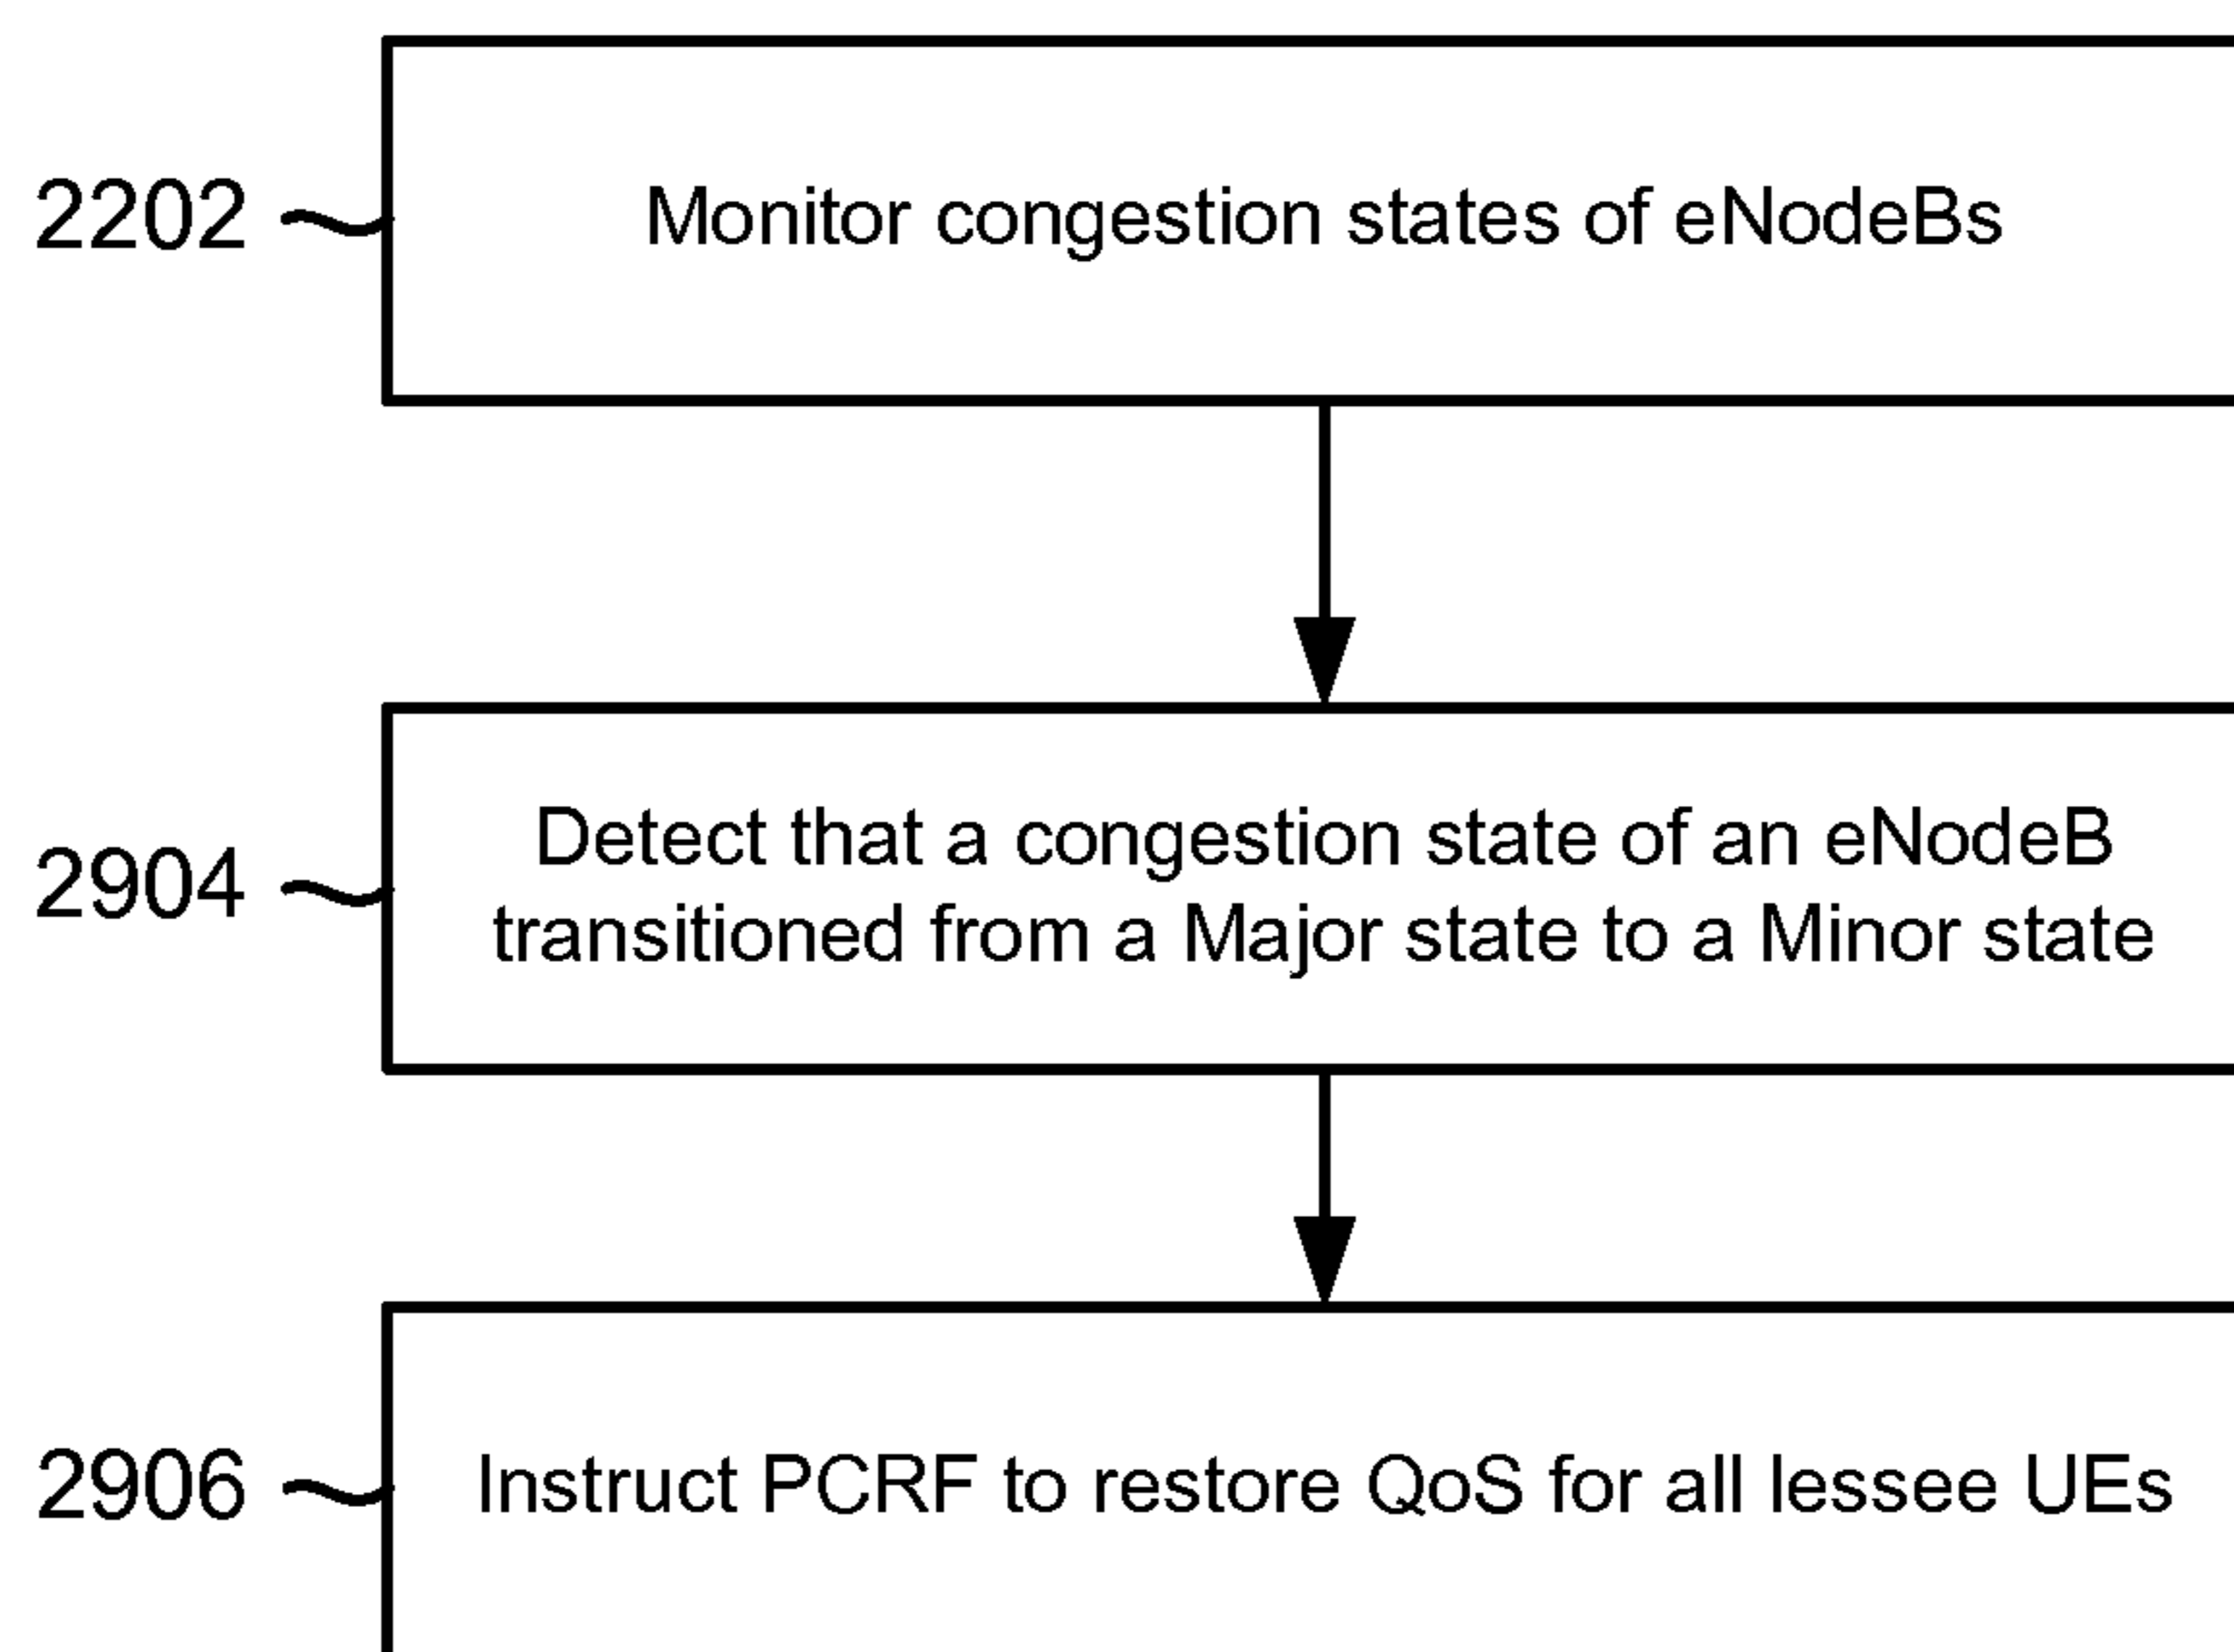 2202
Monitor congestion states of eNodeBs
2904
Detect that a congestion state of an eNodeB
transitioned from a Major state to a Minor state
2906
Instruct PCRF to restore QoS for all lessee UEs